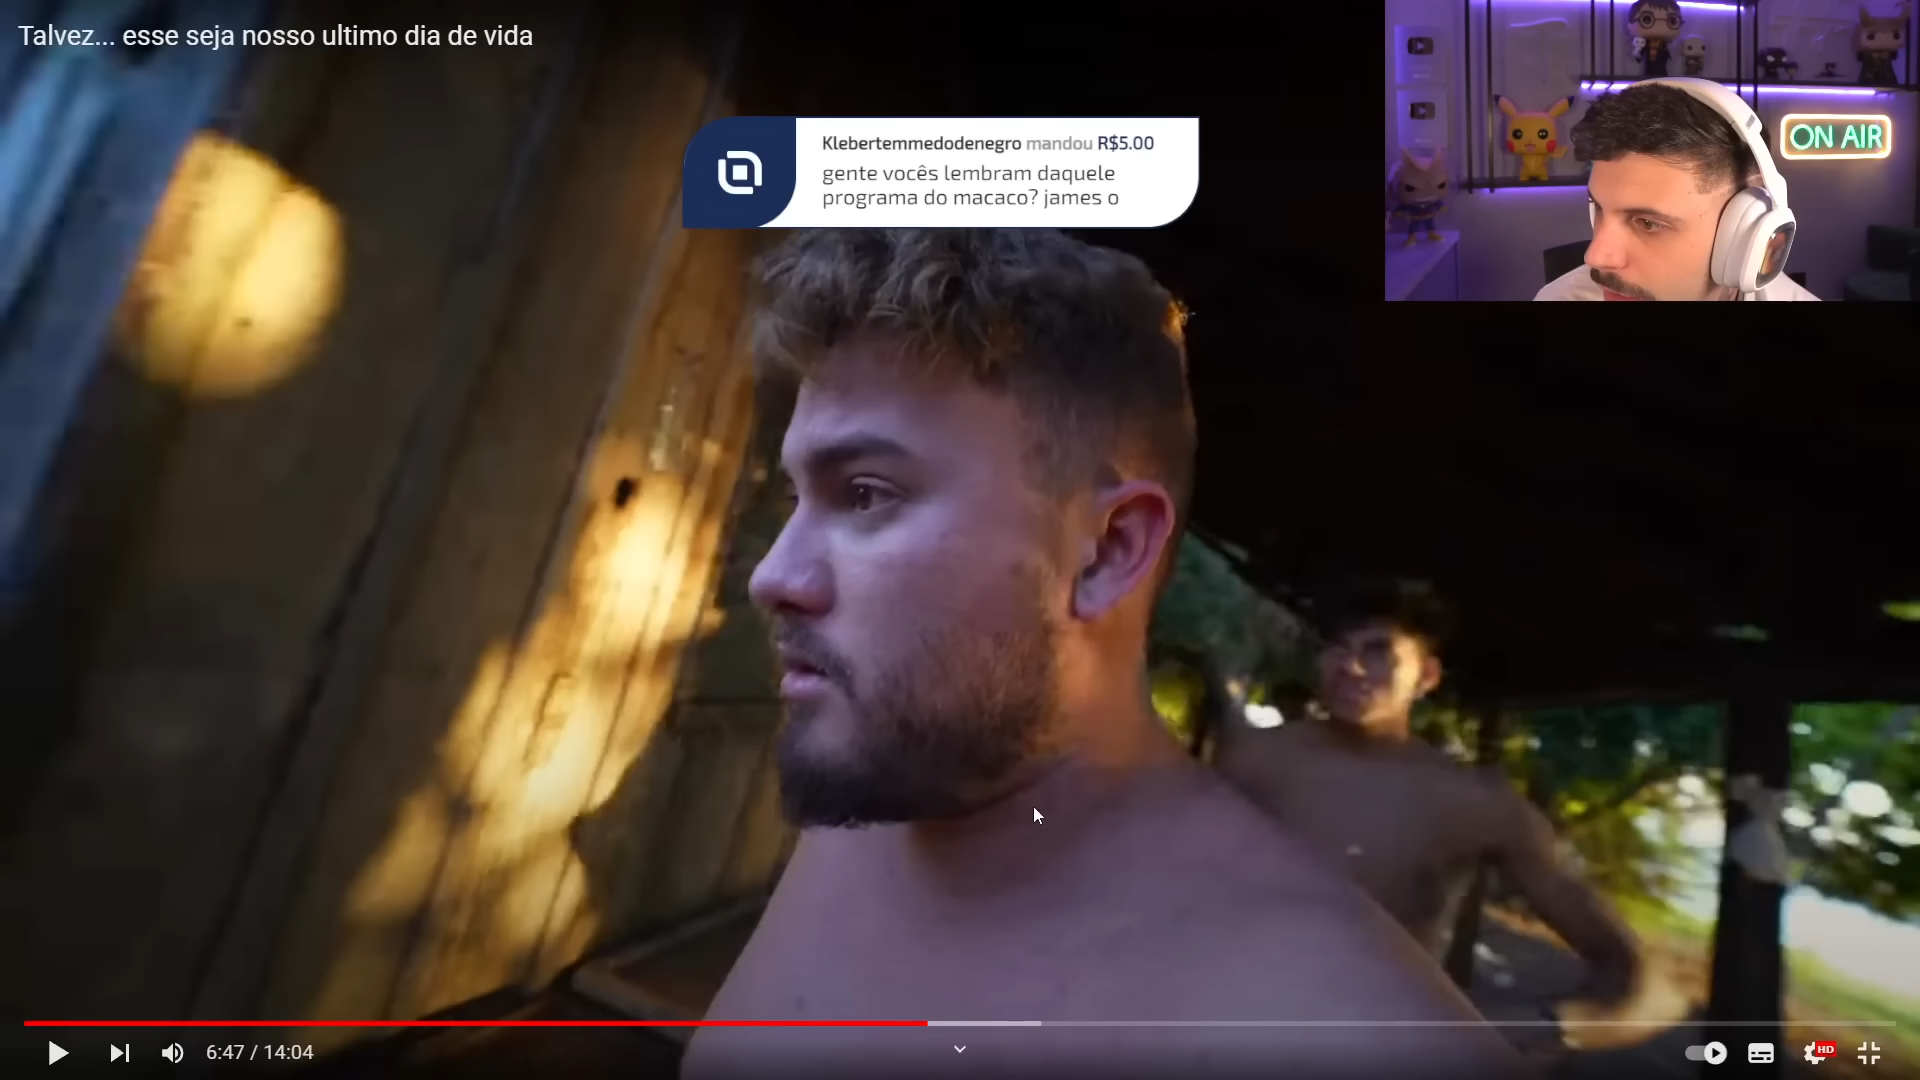 Talvez... esse seja nosso ultimo dia de vida
Klebertemmedodenegro mandou R$5.00
gente vocês lembram daquele
programa do macaco? james o
ON AIR
6:47 / 14:04
HD